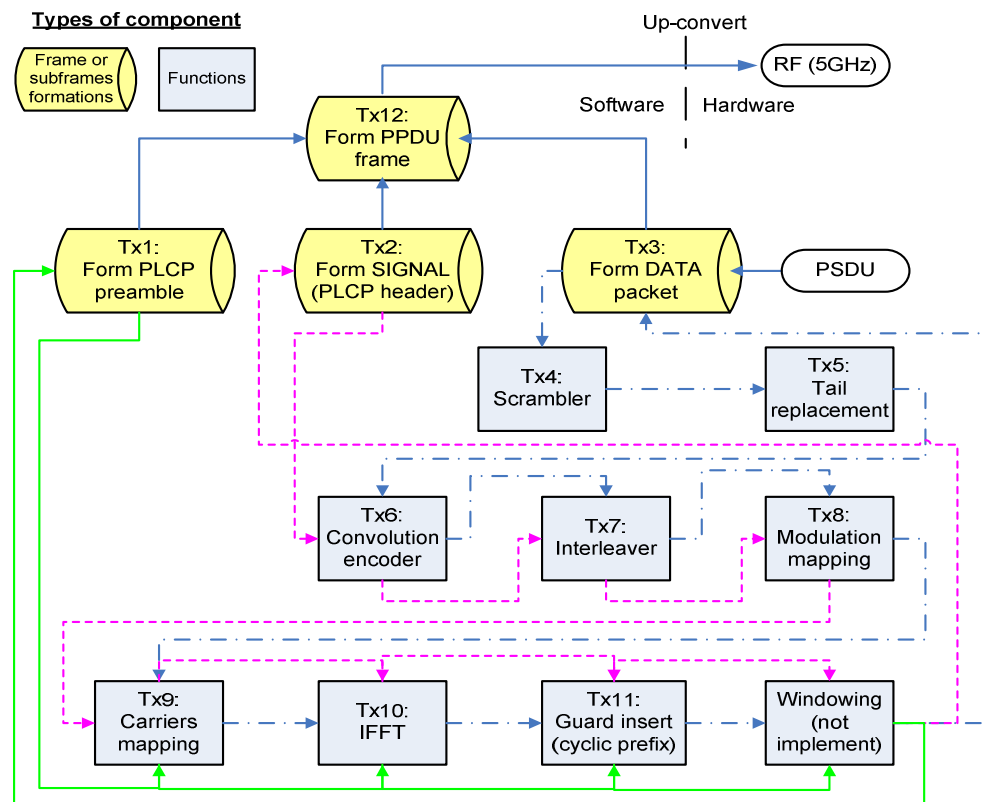 Types of component
Frame or
subframes
formations
Functions
Up-convert
RF (5GHz)
Software
Hardware
Tx12:
Form PPDU
frame
Tx1:
Form PLCP
preamble
Tx2:
Form SIGNAL
(PLCP header)
Tx3:
Form DATA
packet
PSDU
Tx4:
Scrambler
Tx5:
Tail
replacement
Tx6:
Convolution
encoder
Tx7:
Interleaver
Tx8:
Modulation
mapping
Tx9:
Carriers
mapping
Tx10:
IFFT
Tx11:
Guard insert
(cyclic prefix)
Windowing
(not
implement)